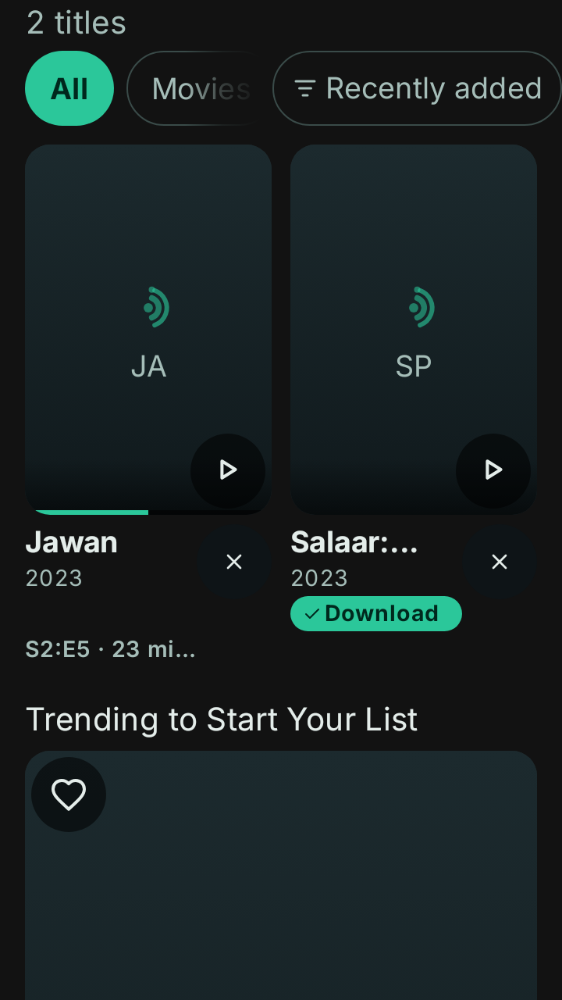 2 titles
All Movies Recently added
JA SP
Jawan Salaar:...
2023 2023
Download
S2:E5 · 23 mi...
Trending to Start Your List